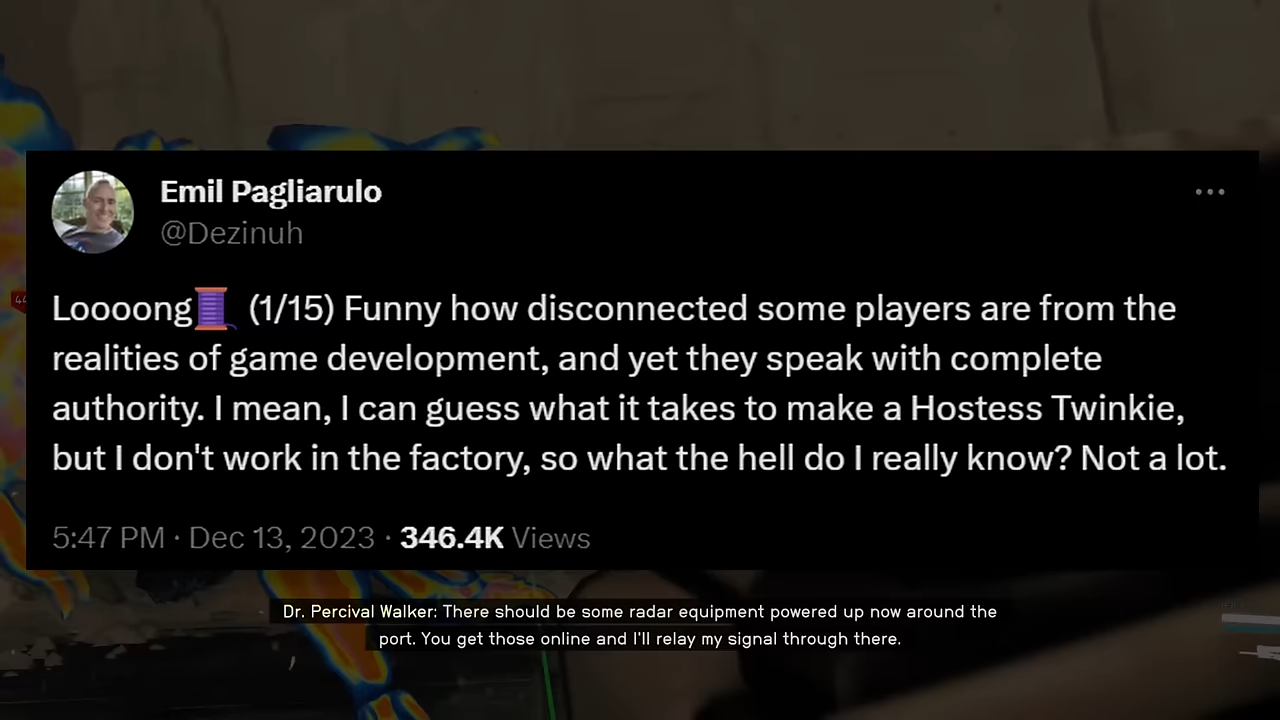 Emil Pagliarulo
@Dezinuh
Loooong🧵 (1/15) Funny how disconnected some players are from the
realities of game development, and yet they speak with complete
authority. I mean, I can guess what it takes to make a Hostess Twinkie,
but I don't work in the factory, so what the hell do I really know? Not a lot.
5:47 PM · Dec 13, 2023 · 346.4K Views
Dr. Percival Walker: There should be some radar equipment powered up now around the
port. You get those online and I'll relay my signal through there.